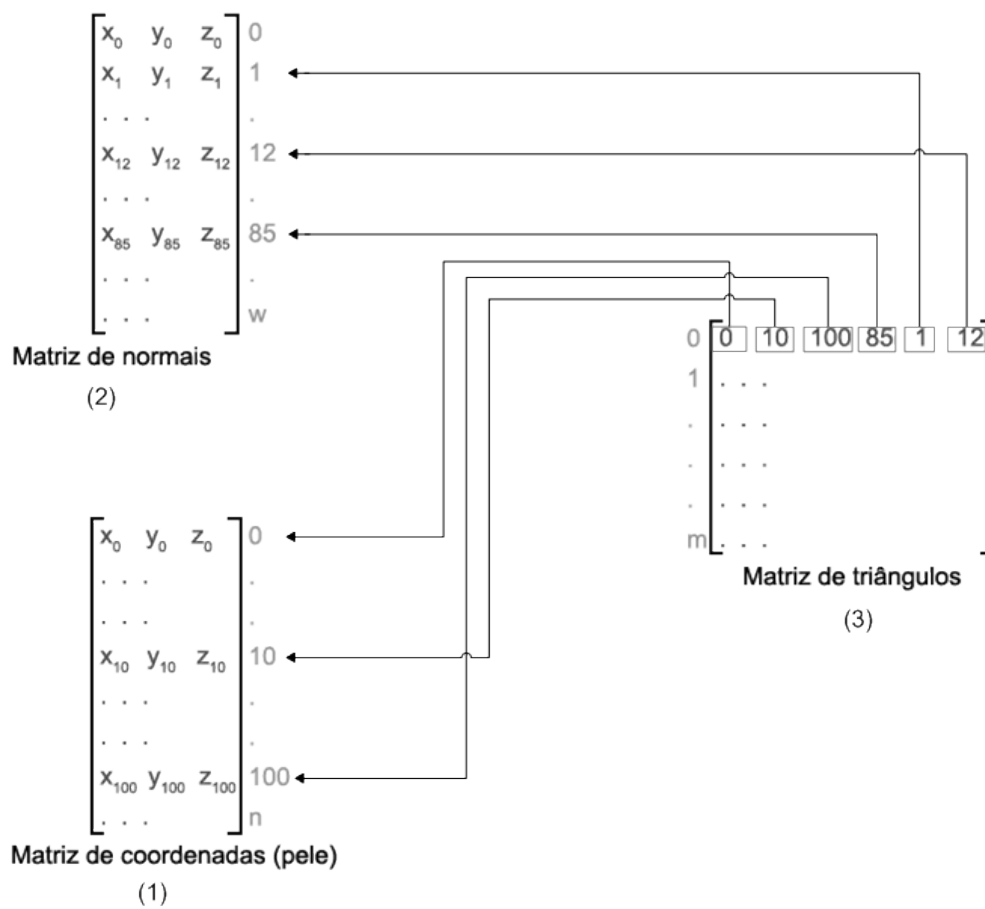 x0 y0 z0 0
x1 y1 z1 1
. . . .
x12 y12 z12 12
. . . .
x85 y85 z85 85
. . . .
. . . w
Matriz de normais
(2)
0 0 10 100 85 1 12
1 . . .
. . . .
. . . .
. . . .
m . . .
Matriz de triângulos
(3)
x0 y0 z0 0
. . . .
. . . .
x10 y10 z10 10
. . . .
. . . .
x100 y100 z100 100
. . . n
Matriz de coordenadas (pele)
(1)